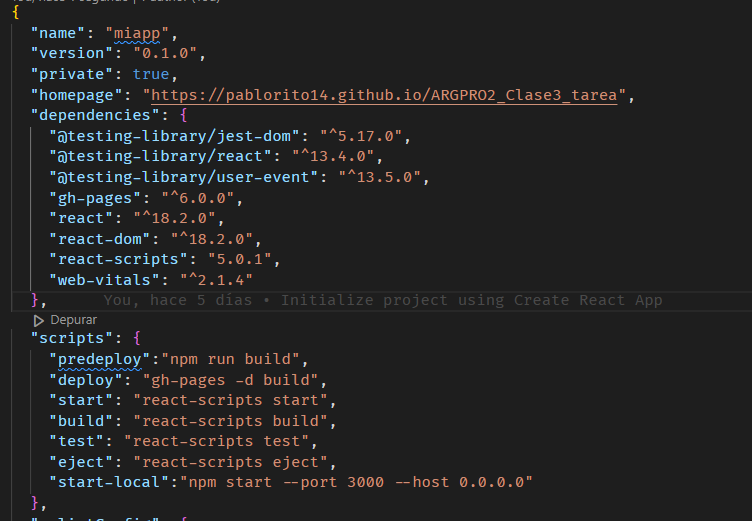 {
"name": "miapp",
"version": "0.1.0",
"private": true,
"homepage": "https://pablorito14.github.io/ARGPRO2_Clase3_tarea",
"dependencies": {
"@testing-library/jest-dom": "^5.17.0",
"@testing-library/react": "^13.4.0",
"@testing-library/user-event": "^13.5.0",
"gh-pages": "^6.0.0",
"react": "^18.2.0",
"react-dom": "^18.2.0",
"react-scripts": "5.0.1",
"web-vitals": "^2.1.4"
}, You, hace 5 días • Initialize project using Create React App
Depurar
"scripts": {
"predeploy":"npm run build",
"deploy": "gh-pages -d build",
"start": "react-scripts start",
"build": "react-scripts build",
"test": "react-scripts test",
"eject": "react-scripts eject",
"start-local":"npm start --port 3000 --host 0.0.0.0"
},